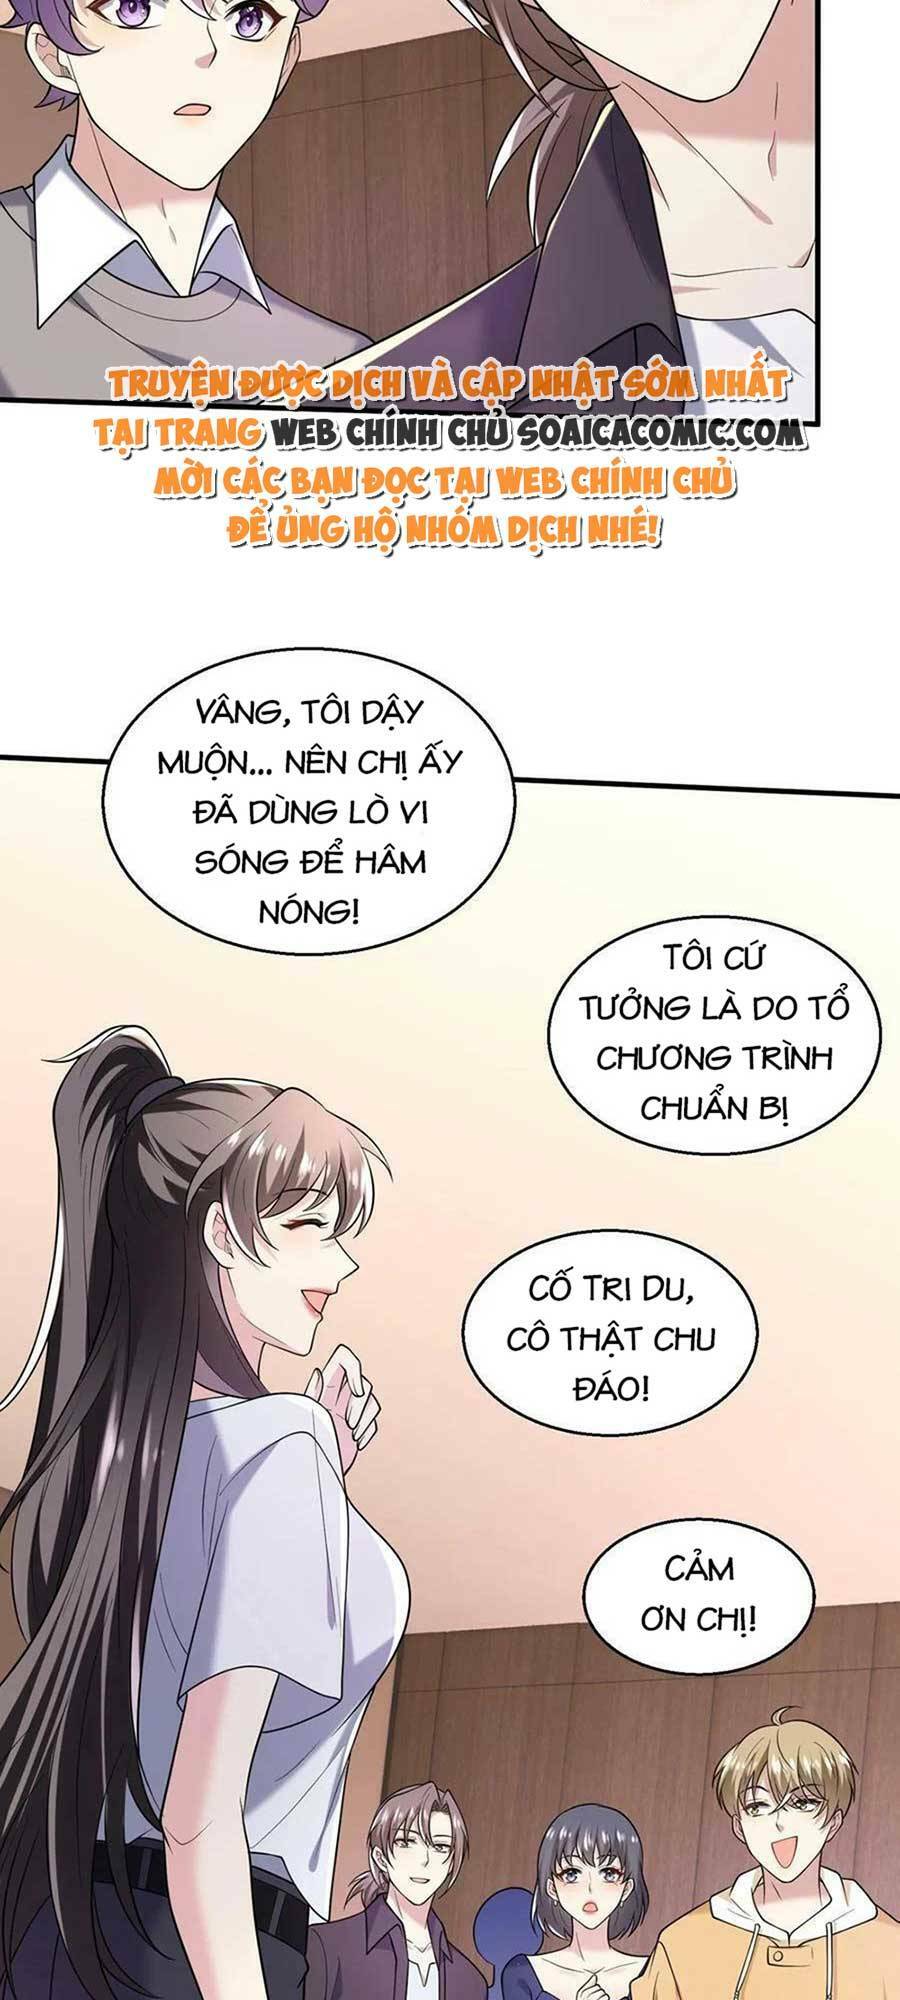 TRUYỆN ĐƯỢC DỊCH VÀ CẬP NHẬT SỚM NHẤT
TẠI TRANG WEB CHÍNH CHỦ SOAICACOMIC.COM
MỜI CÁC BẠN ĐỌC TẠI WEB CHÍNH CHỦ
ĐỂ ỦNG HỘ NHÓM DỊCH NHÉ!
VÂNG, TÔI DẬY
MUỘN... NÊN CHỊ ẤY
ĐÃ DÙNG LÒ VI
SÓNG ĐỂ HÂM
NÓNG!
TÔI CỨ
TƯỞNG LÀ DO TỔ
CHƯƠNG TRÌNH
CHUẨN BỊ
CỐ TRI DU,
CÔ THẬT CHU
ĐÁO!
CẢM
ƠN CHỊ!